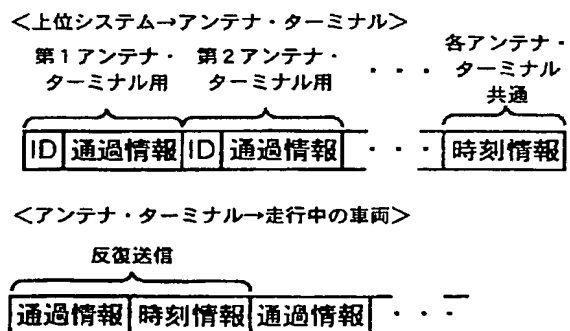 <上位システム→アンテナ・ターミナル>
第1アンテナ・ターミナル用
第2アンテナ・ターミナル用
・・・
各アンテナ・ターミナル共通
ID 通過情報 ID 通過情報 ・・・ 時刻情報
<アンテナ・ターミナル→走行中の車両>
反復送信
通過情報 時刻情報 通過情報 ・・・